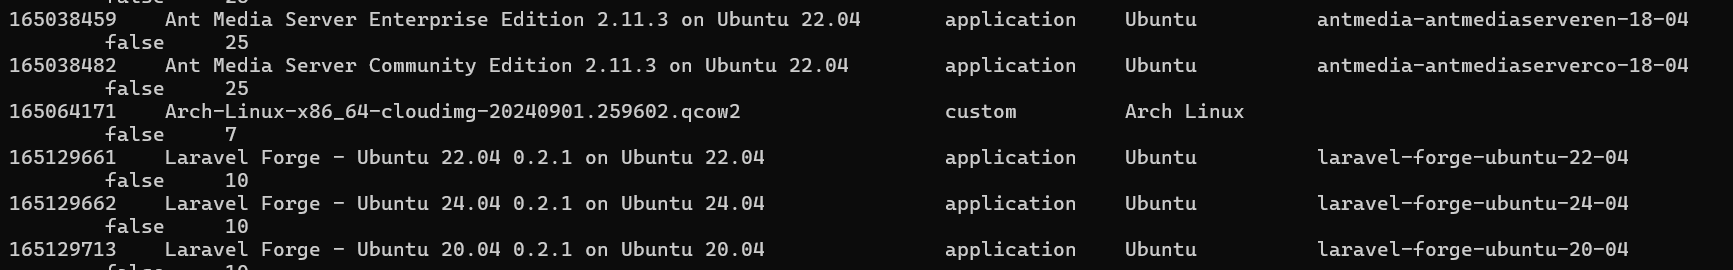 false 20
165038459 Ant Media Server Enterprise Edition 2.11.3 on Ubuntu 22.04 application Ubuntu antmedia-antmediaserveren-18-04
false 25
165038482 Ant Media Server Community Edition 2.11.3 on Ubuntu 22.04 application Ubuntu antmedia-antmediaserverco-18-04
false 25
165064171 Arch-Linux-x86_64-cloudimg-20240901.259602.qcow2 custom Arch Linux
false 7
165129661 Laravel Forge - Ubuntu 22.04 0.2.1 on Ubuntu 22.04 application Ubuntu laravel-forge-ubuntu-22-04
false 10
165129662 Laravel Forge - Ubuntu 24.04 0.2.1 on Ubuntu 24.04 application Ubuntu laravel-forge-ubuntu-24-04
false 10
165129713 Laravel Forge - Ubuntu 20.04 0.2.1 on Ubuntu 20.04 application Ubuntu laravel-forge-ubuntu-20-04
false 10